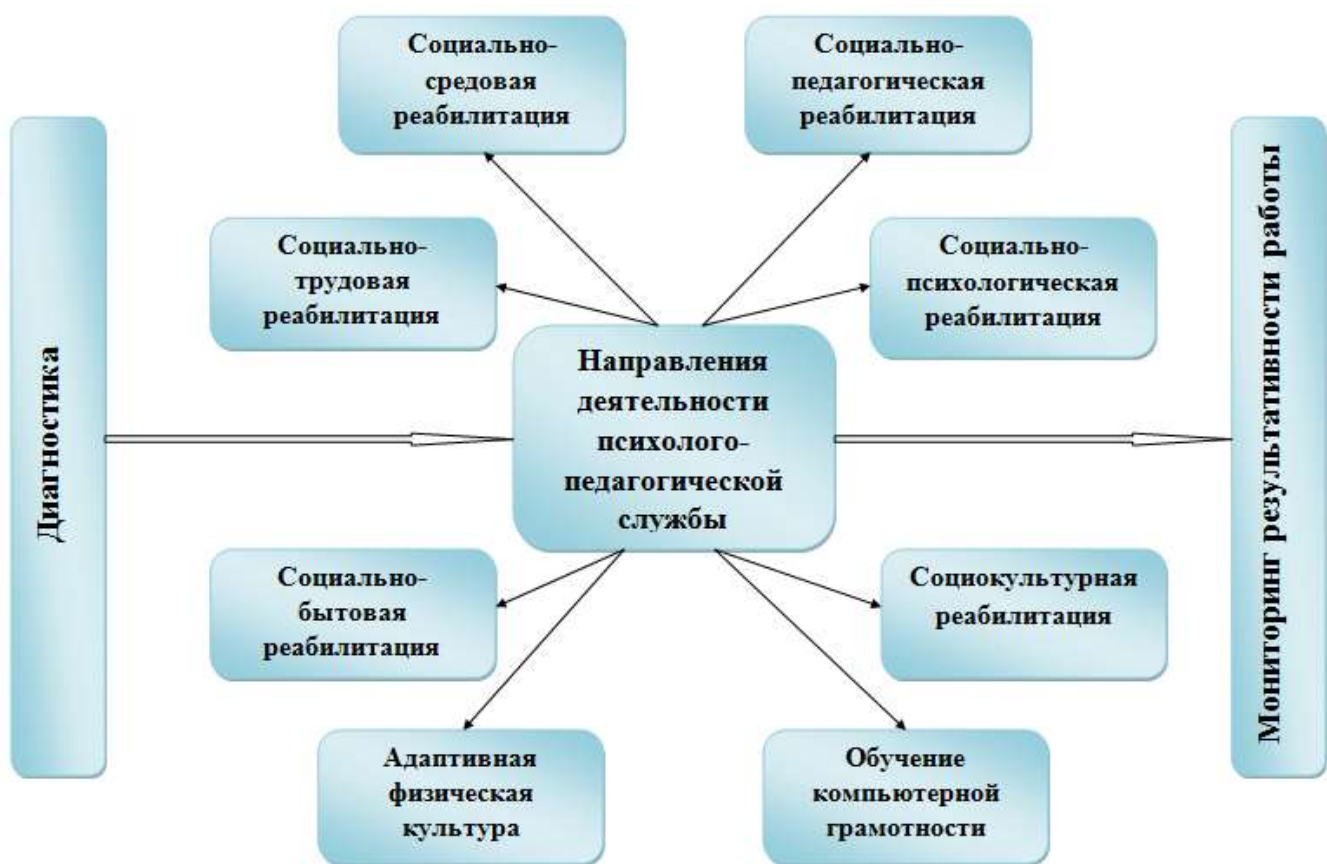 Социально-
средовая
реабилитация
Социально-
педагогическая
реабилитация
Социально-
трудовая
реабилитация
Социально-
психологическая
реабилитация
Диагностика
Направления
деятельности
психолого-
педагогической
службы
Мониторинг результативности работы
Социально-
бытовая
реабилитация
Социокультурная
реабилитация
Адаптивная
физическая
культура
Обучение
компьютерной
грамотности